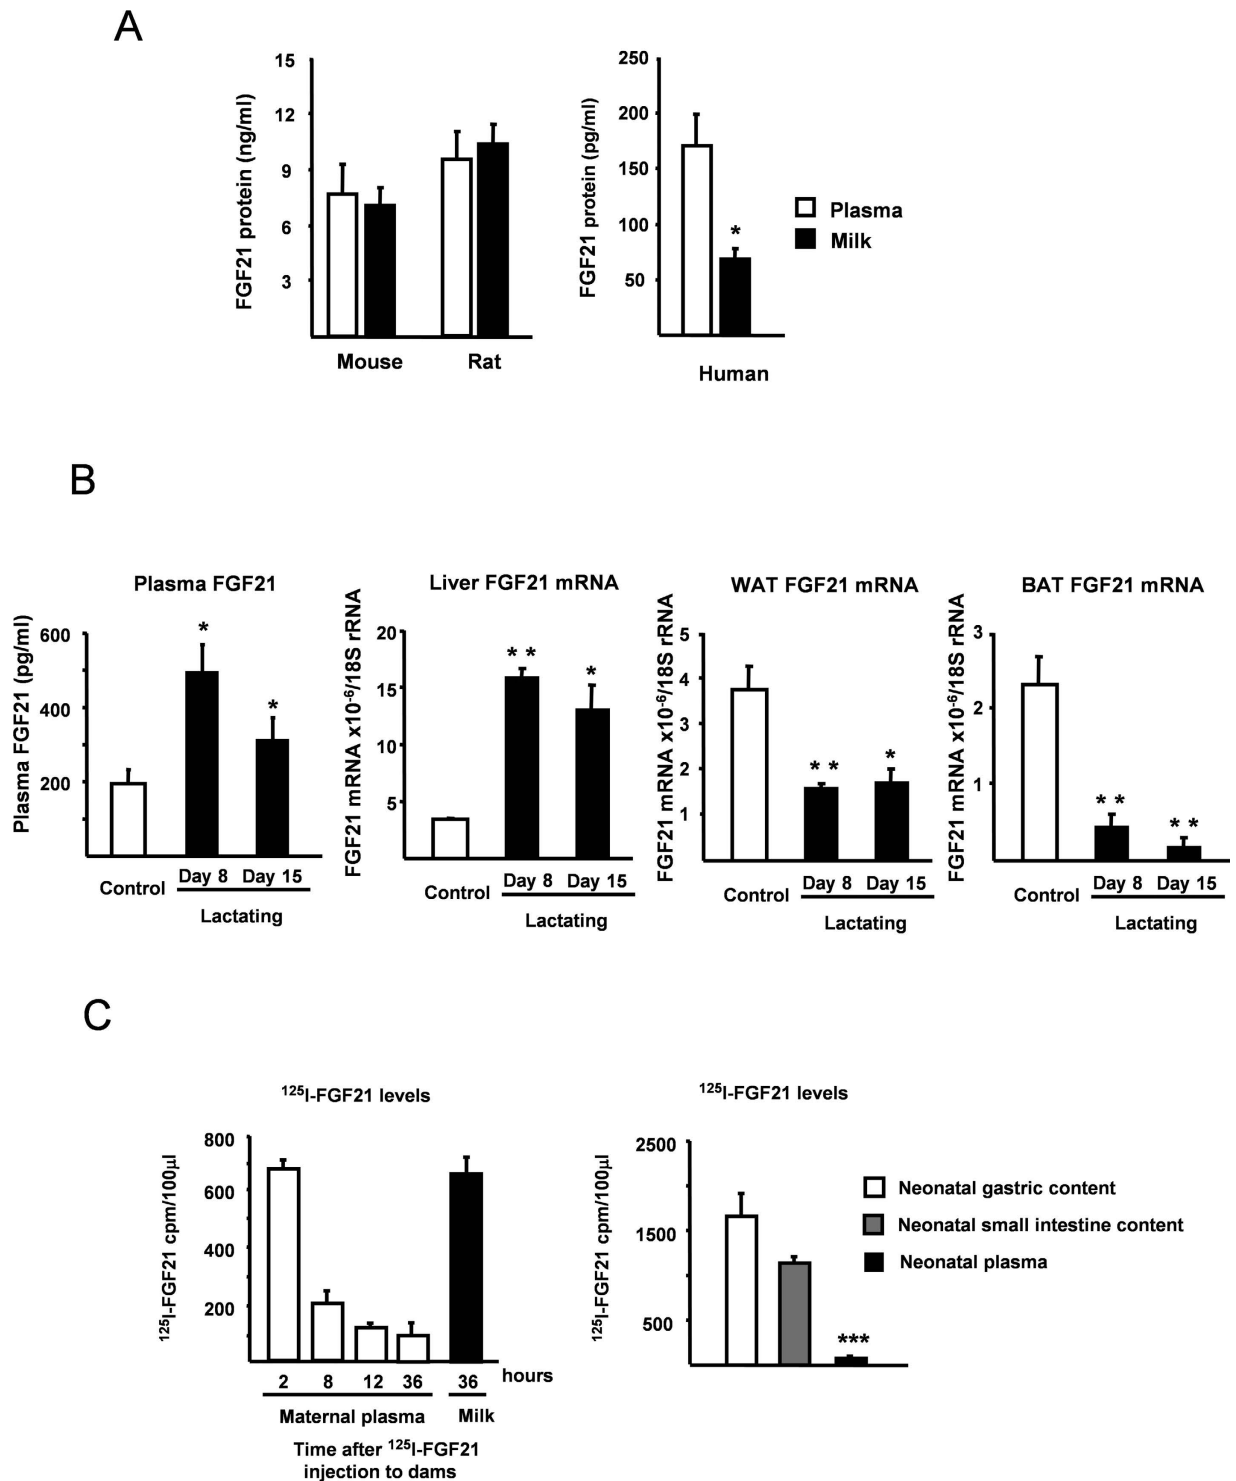 A
FGF21 protein (ng/ml)
15
12
9
6
3
Mouse Rat
FGF21 protein (pg/ml)
250
200
150
100
50
*
Human
Plasma
Milk
B
Plasma FGF21
Plasma FGF21 (pg/ml)
600
400
200
*
*
Control
Day 8 Day 15
Lactating
Liver FGF21 mRNA
FGF21 mRNA x10⁻⁶/18S rRNA
20
15
10
5
* *
*
Control
Day 8 Day 15
Lactating
WAT FGF21 mRNA
FGF21 mRNA x10⁻⁶/18S rRNA
5
4
3
2
1
* *
*
Control
Day 8 Day 15
Lactating
BAT FGF21 mRNA
FGF21 mRNA x10⁻⁶/18S rRNA
3
2
1
* *
* *
Control
Day 8 Day 15
Lactating
C
¹²⁵I-FGF21 levels
¹²⁵I-FGF21 cpm/100µl
800
600
400
200
2 8 12 36 36 hours
Maternal plasma Milk
Time after ¹²⁵I-FGF21
injection to dams
¹²⁵I-FGF21 levels
¹²⁵I-FGF21 cpm/100µl
2500
1500
500
***
Neonatal gastric content
Neonatal small intestine content
Neonatal plasma